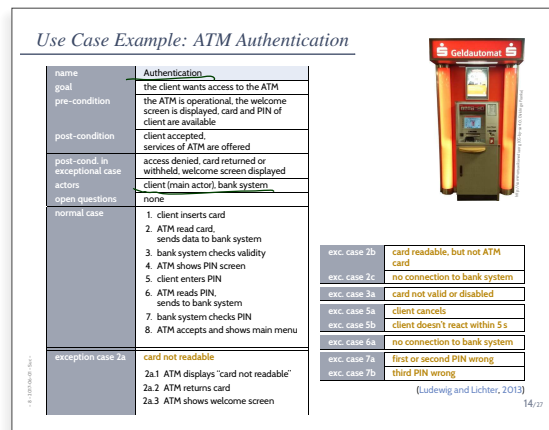 Use Case Example: ATM Authentication
name Authentication
goal the client wants access to the ATM
pre-condition the ATM is operational, the welcome
screen is displayed, card and PIN of
client are available
post-condition client accepted,
services of ATM are offered
post-cond. in access denied, card returned or
exceptional case withheld, welcome screen displayed
actors client (main actor), bank system
open questions none
normal case 1. client inserts card
2. ATM read card,
sends data to bank system
3. bank system checks validity
4. ATM shows PIN screen
5. client enters PIN
6. ATM reads PIN,
sends to bank system
7. bank system checks PIN
8. ATM accepts and shows main menu
exception case 2a card not readable
2a.1 ATM displays "card not readable"
2a.2 ATM returns card
2a.3 ATM shows welcome screen
Geldautomat
exc. case 2b card readable, but not ATM
card
exc. case 2c no connection to bank system
exc. case 3a card not valid or disabled
exc. case 5a client cancels
exc. case 5b client doesn't react within 5 s
exc. case 6a no connection to bank system
exc. case 7a first or second PIN wrong
exc. case 7b third PIN wrong
(Ludewig and Lichter, 2013)
14/27